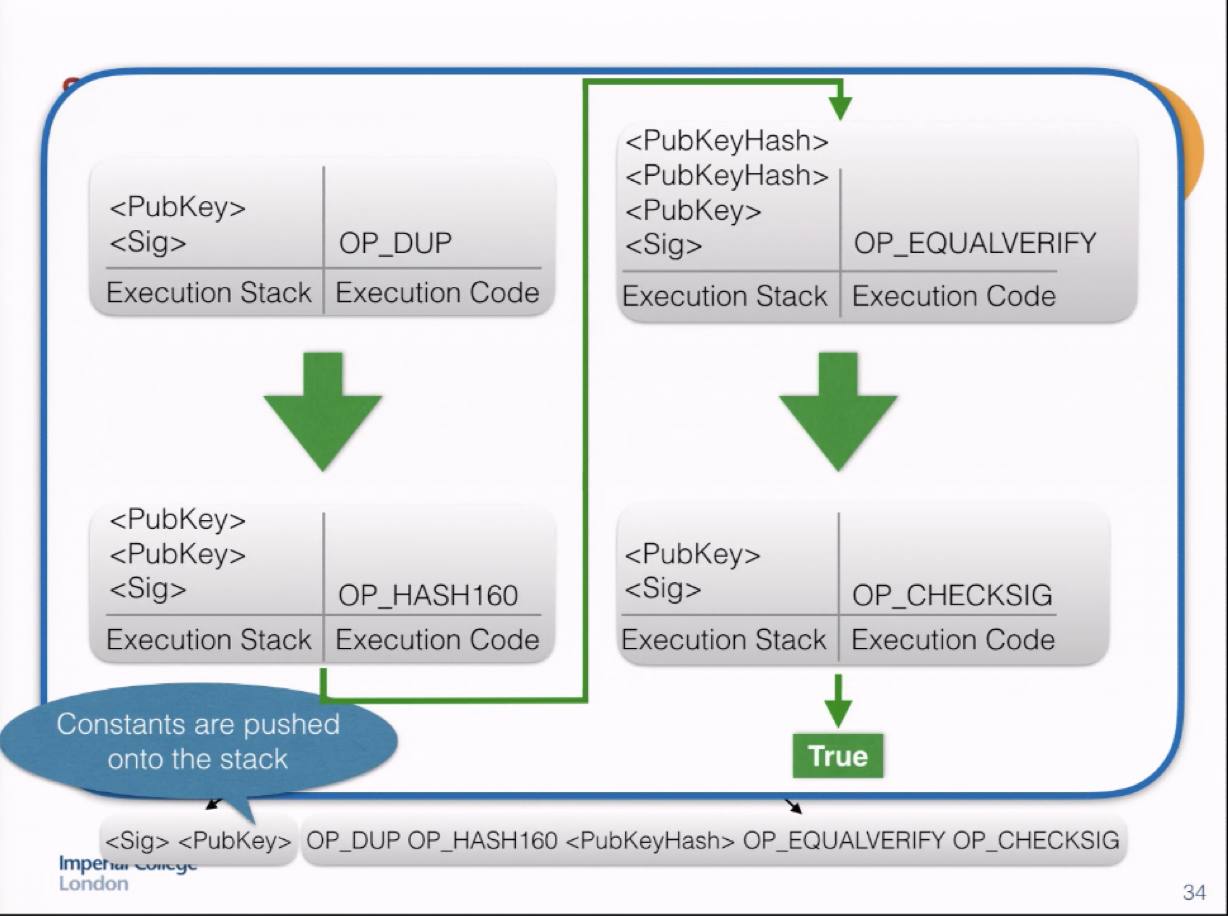 <PubKey>
<Sig>
OP_DUP
Execution Stack
Execution Code
<PubKey>
<PubKey>
<Sig>
OP_HASH160
Execution Stack
Execution Code
<PubKeyHash>
<PubKeyHash>
<PubKey>
<Sig>
OP_EQUALVERIFY
Execution Stack
Execution Code
<PubKey>
<Sig>
OP_CHECKSIG
Execution Stack
Execution Code
True
Constants are pushed
onto the stack
<Sig> <PubKey> OP_DUP OP_HASH160 <PubKeyHash> OP_EQUALVERIFY OP_CHECKSIG
Imperial College
London
34